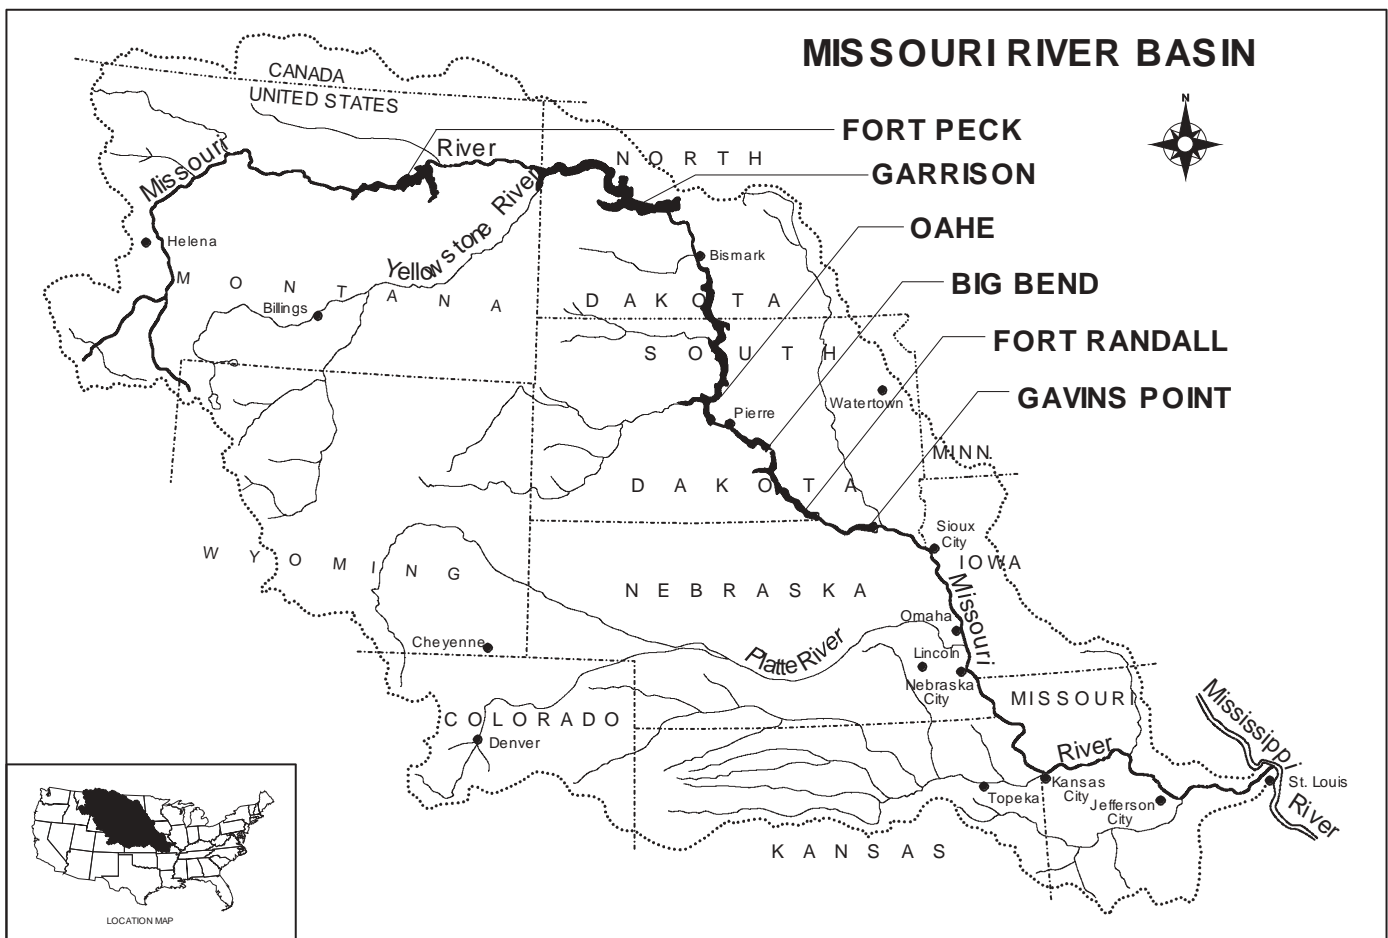 MISSOURI RIVER BASIN
CANADA
UNITED STATES
N
FORT PECK
Missouri
River
NORTH
GARRISON
Yellowstone River
OAHE
Helena
Bismark
MONTANA
BIG BEND
Billings
DAKOTA
SOUTH
FORT RANDALL
Watertown
GAVINS POINT
Pierre
MINN.
DAKOTA
Sioux
City
WYOMING
IOWA
NEBRASKA
Missouri
Omaha
Cheyenne
Platte River
Lincoln
Nebraska
City
MISSOURI
COLORADO
Mississippi
River
Denver
River
Kansas
City
St. Louis
Topeka
Jefferson
City
KANSAS
LOCATION MAP